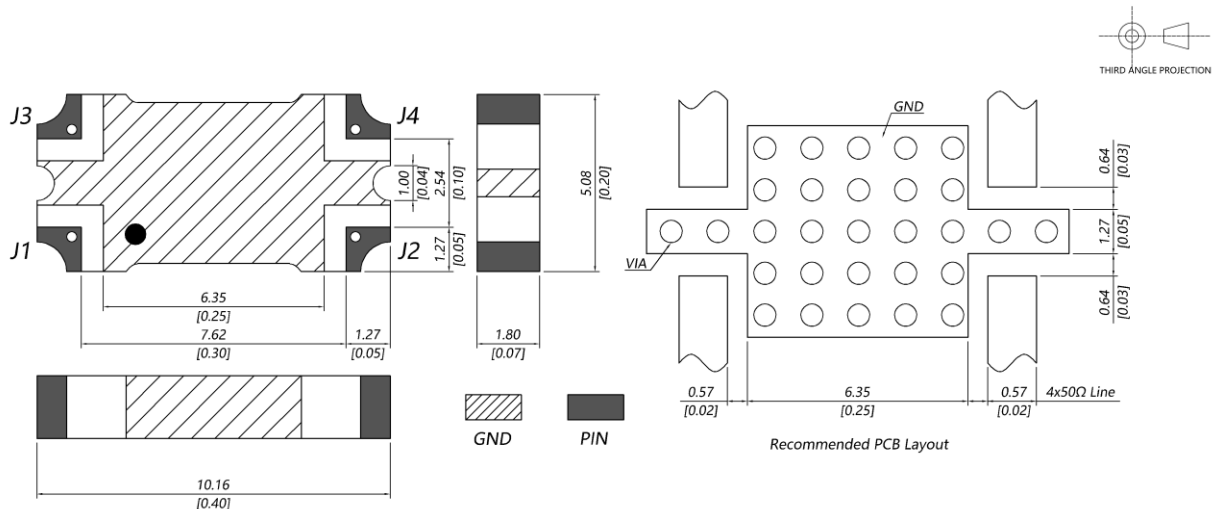 THIRD ANGLE PROJECTION
J3
J4
J1
J2
1.00
[0.04]
2.54
[0.10]
1.27
[0.05]
6.35
[0.25]
7.62
[0.30]
1.27
[0.05]
5.08
[0.20]
1.80
[0.07]
10.16
[0.40]
GND
PIN
GND
VIA
0.64
[0.03]
1.27
[0.05]
0.64
[0.03]
0.57
[0.02]
6.35
[0.25]
0.57
[0.02]
4x50Ω Line
Recommended PCB Layout